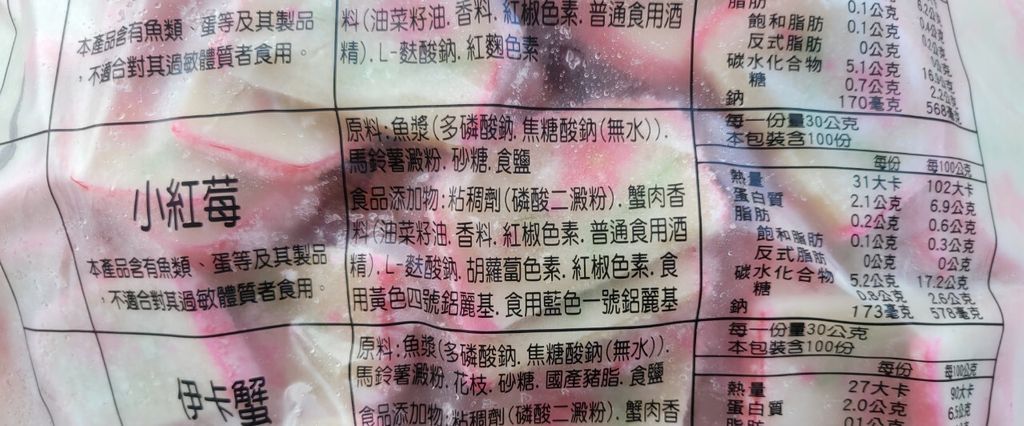 本產品含有魚類、蛋等及其製品
，不適合對其過敏體質者食用。
料(油菜籽油. 香料. 紅椒色素. 普通食用酒
精). L-麩酸鈉. 紅麴色素
脂肪 0.1公克
飽和脂肪 0.1公克
反式脂肪 0公克
碳水化合物 5.1公克
糖 0.7公克
鈉 170毫克 568毫克
小紅莓
本產品含有魚類、蛋等及其製品
，不適合對其過敏體質者食用。
原料:魚漿(多磷酸鈉. 焦糖酸鈉(無水)).
馬鈴薯澱粉. 砂糖. 食鹽
食品添加物:粘稠劑(磷酸二澱粉). 蟹肉香
料(油菜籽油. 香料. 紅椒色素. 普通食用酒
精). L-麩酸鈉. 胡蘿蔔色素. 紅椒色素. 食
用黃色四號鋁麗基. 食用藍色一號鋁麗基
每一份量30公克
本包裝含100份
每份 每100公克
熱量 31大卡 102大卡
蛋白質 2.1公克 6.9公克
脂肪 0.2公克 0.6公克
飽和脂肪 0.1公克 0.3公克
反式脂肪 0公克 0公克
碳水化合物 5.2公克 17.2公克
糖 0.8公克 2.6公克
鈉 173毫克 578毫克
伊卡蟹
原料:魚漿(多磷酸鈉. 焦糖酸鈉(無水)).
馬鈴薯澱粉. 花枝. 砂糖. 國產豬脂. 食鹽
食品添加物:粘稠劑(磷酸二澱粉). 蟹肉香
每一份量30公克
本包裝含100份
每份 每100公克
熱量 27大卡 90大卡
蛋白質 2.0公克